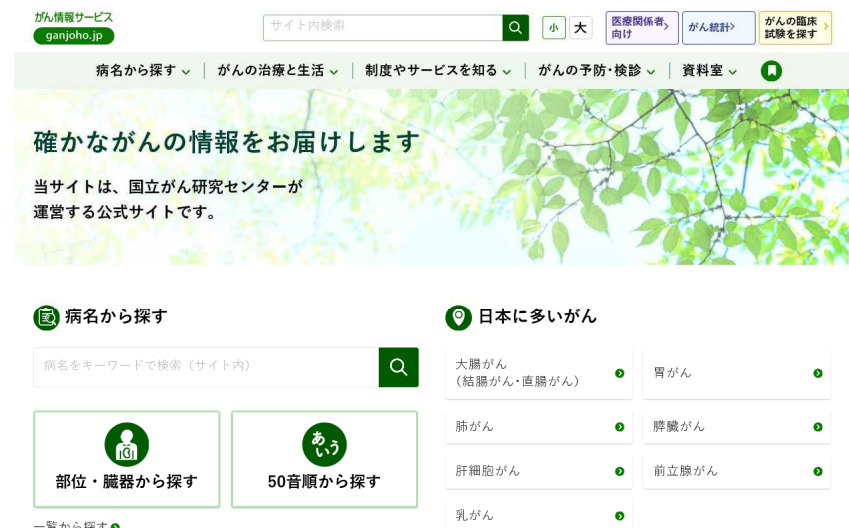 がん情報サービス
ganjoho.jp
サイト内検索
小
大
医療関係者向け
がん統計
がんの臨床試験を探す
病名から探す
がんの治療と生活
制度やサービスを知る
がんの予防・検診
資料室
確かながんの情報をお届けします
当サイトは、国立がん研究センターが
運営する公式サイトです。
病名から探す
病名をキーワードで検索（サイト内）
あいう
部位・臓器から探す
50音順から探す
一覧から探す
日本に多いがん
大腸がん
（結腸がん・直腸がん）
胃がん
肺がん
膵臓がん
肝細胞がん
前立腺がん
乳がん